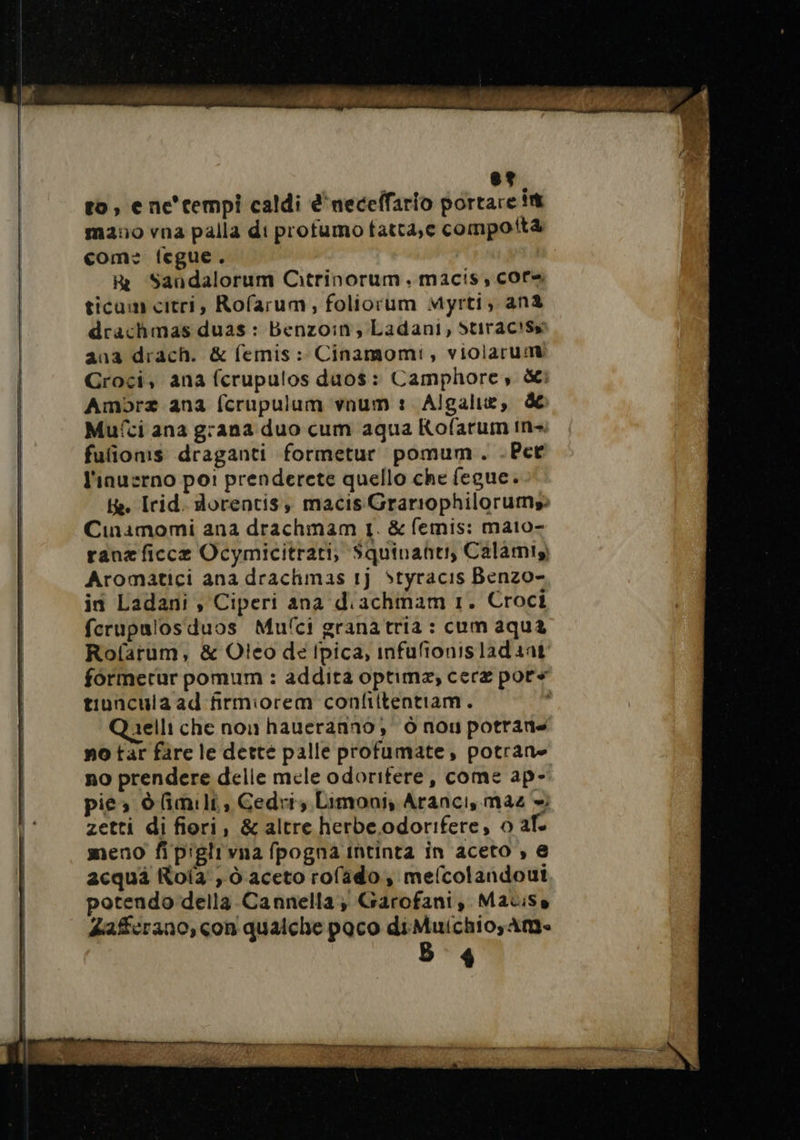 to, e ne'tempi caldi é necessario portare in
mano vna palla di profumo fatta, e composta
come segue.
℞ Sandalorum Citrinorum, macis, cor-
ticum citri, Rosarum, foliorum Myrti, ana
drachmas duas: Benzoin, Ladani, Stiracis,
ana drach. & semis: Cinamomi, violarum
Croci, ana scrupulos duos: Camphore, &
Ambræ ana scrupulum vnum: Algaliæ, &
Musci ana grana duo cum aqua Rosarum in-
fusionis draganti formetur pomum. Per
l'inuerno poi prenderete quello che segue.
℞. Irid. florentis, macis Grariophilorum,
Cinamomi ana drachmam 1. & semis: maio-
ranæ siccæ Ocymicitrati, Squinanti, Calami,
Aromatici ana drachmas ij Styracis Benzo-
in Ladani, Ciperi ana drachmam 1. Croci
scrupulos duos Musci grana tria: cum aqua
Rosarum, & Oleo de spica, infusionis ladani
formetur pomum: addita optimæ, ceræ por-
tiuncula ad firmiorem consistentiam.
Quelli che non haueranno, ó non potran-
no far fare le dette palle profumate, potran-
no prendere delle mele odorifere, come ap-
pie, ò simili, Cedri, Limoni, Aranci, maz-
zetti di fiori, & altre herbe odorifere, o al-
meno si pigli vna spogna intinta in aceto, e
acquà Rosa, ò aceto rosado, mescolandoui
potendo della Cannella, Garofani, Macis,
Zafferano, con qualche poco di Muschio, Am-
B 4